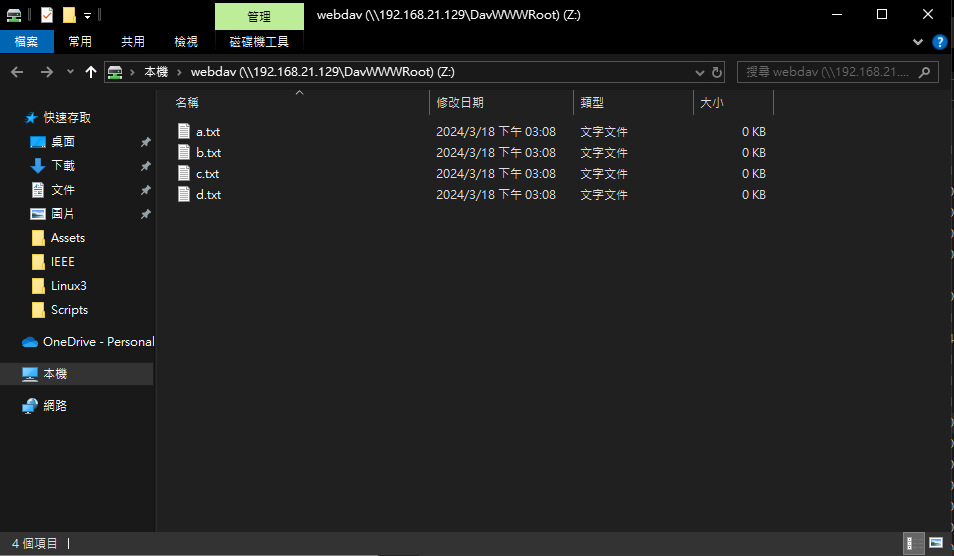 管理
webdav (\\192.168.21.129\DavWWWRoot) (Z:)
檔案 常用 共用 檢視 磁碟機工具
本機 webdav (\\192.168.21.129\DavWWWRoot) (Z:)
搜尋 webdav (\\192.168.21....
名稱 修改日期 類型 大小
快速存取
桌面
下載
文件
圖片
Assets
IEEE
Linux3
Scripts
OneDrive - Personal
本機
網路
a.txt 2024/3/18 下午 03:08 文字文件 0 KB
b.txt 2024/3/18 下午 03:08 文字文件 0 KB
c.txt 2024/3/18 下午 03:08 文字文件 0 KB
d.txt 2024/3/18 下午 03:08 文字文件 0 KB
4 個項目